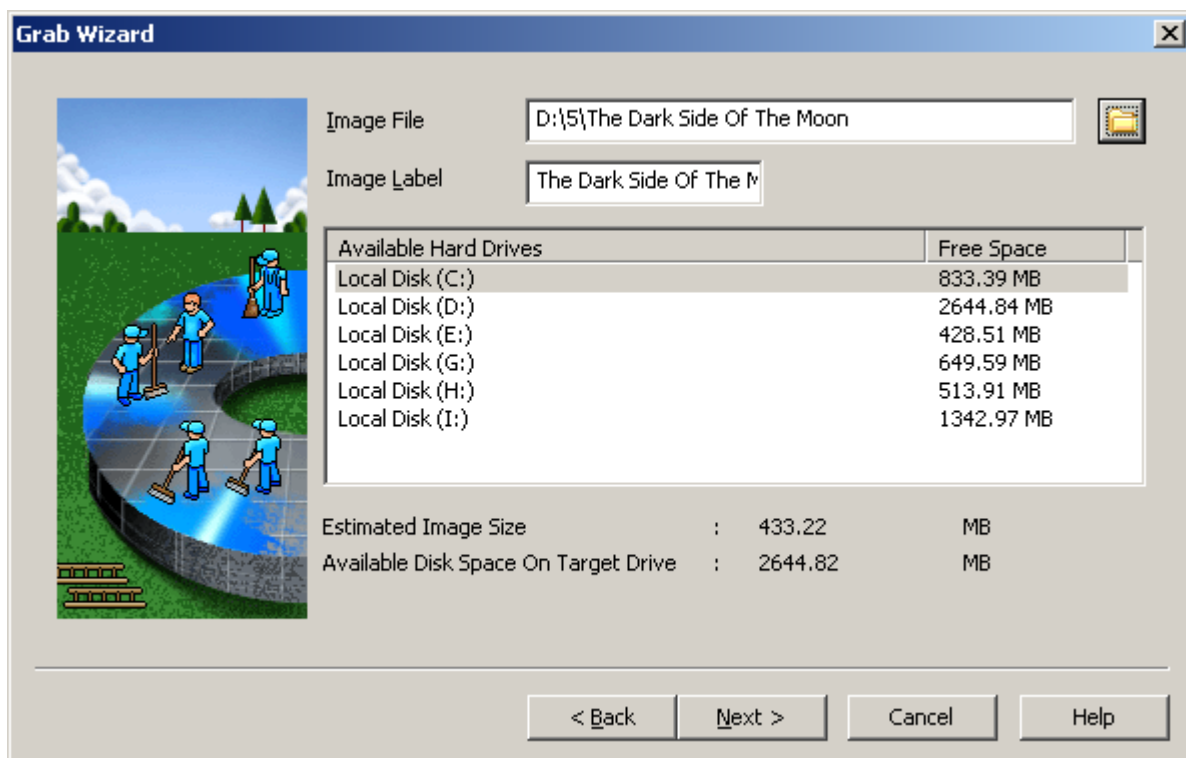 Grab Wizard
Image File D:\5\The Dark Side Of The Moon
Image Label The Dark Side Of The M
Available Hard Drives Free Space
Local Disk (C:) 833.39 MB
Local Disk (D:) 2644.84 MB
Local Disk (E:) 428.51 MB
Local Disk (G:) 649.59 MB
Local Disk (H:) 513.91 MB
Local Disk (I:) 1342.97 MB
Estimated Image Size : 433.22 MB
Available Disk Space On Target Drive : 2644.82 MB
< Back Next > Cancel Help